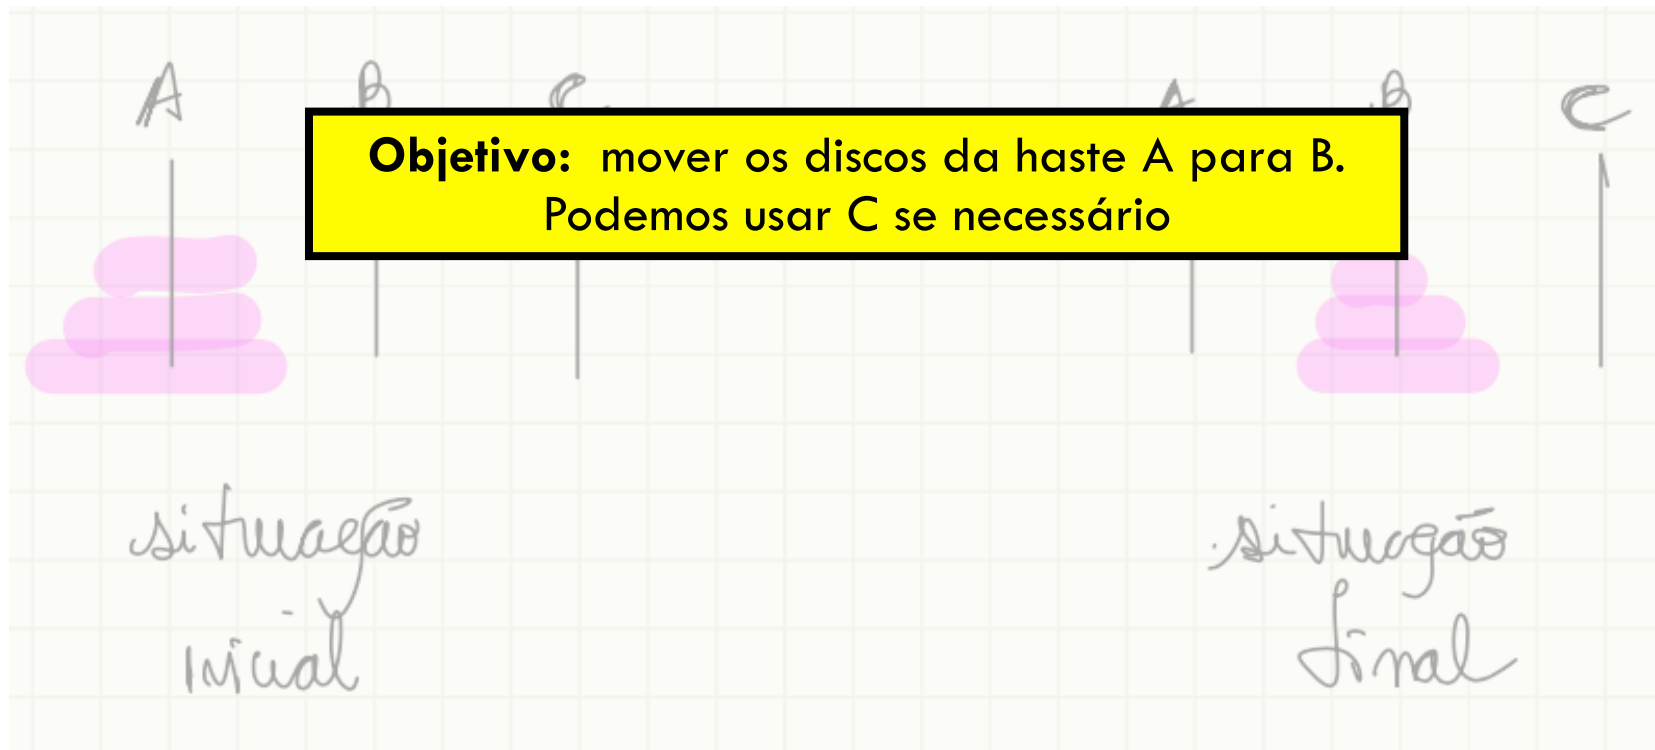 A B C A B C
Objetivo: mover os discos da haste A para B.
Podemos usar C se necessário
situação situação
inicial final